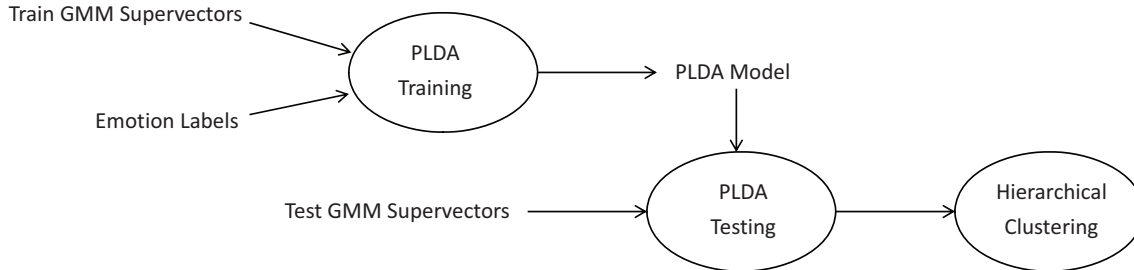 Train GMM Supervectors
PLDA
Training
PLDA Model
Emotion Labels
Test GMM Supervectors
PLDA
Testing
Hierarchical
Clustering